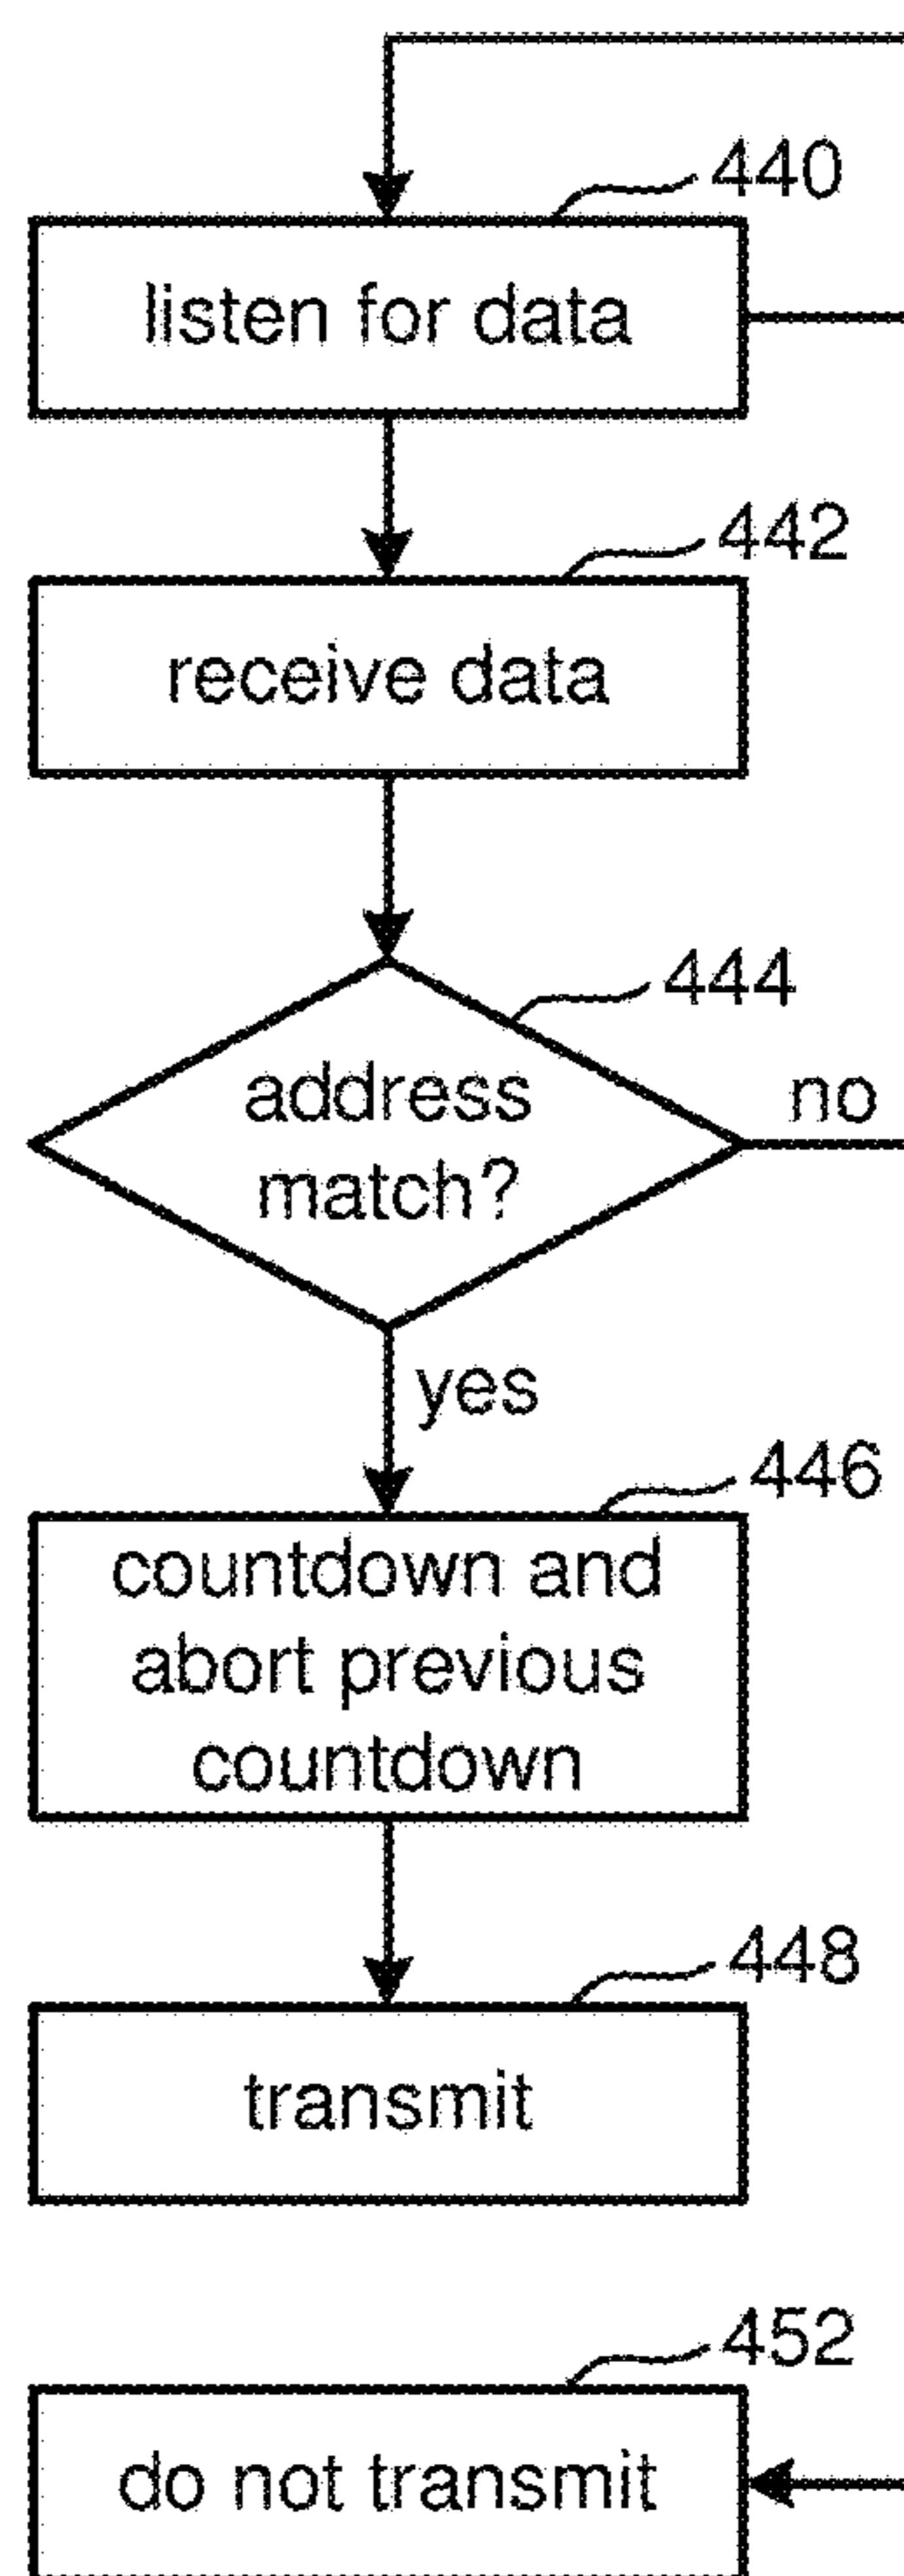 440
listen for data
442
receive data
444
address
match?
no
yes
446
countdown and
abort previous
countdown
448
transmit
452
do not transmit